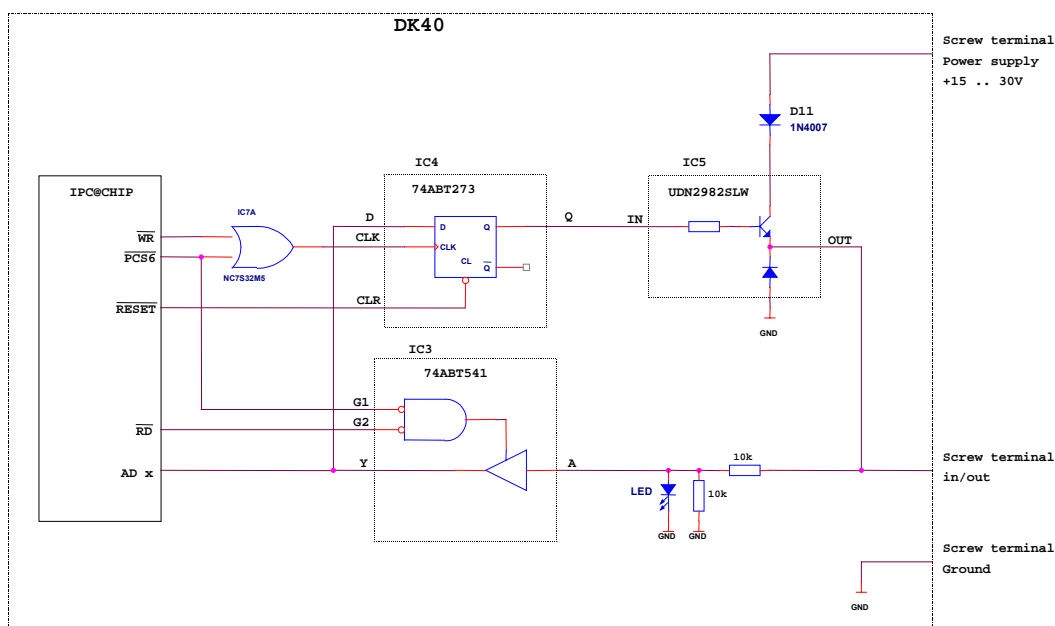 DK40
Screw terminal
Power supply
+15 .. 30V
D11
1N4007
IC4
IC5
IPC@CHIP
74ABT273
UDN2982SLW
IC7A
WR
PCS6
NC7S32M5
D
CLK
D
Q
CLK
CL
Q
Q
IN
OUT
RESET
CLR
GND
IC3
74ABT541
G1
G2
RD
AD x
Y
A
10k
LED
10k
GND
GND
Screw terminal
in/out
Screw terminal
Ground
GND